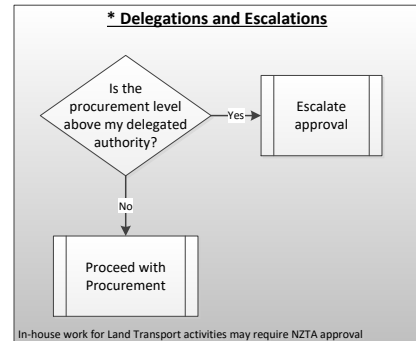 * Delegations and Escalations
Is the
procurement level
above my delegated
authority?
Yes
Escalate
approval
No
Proceed with
Procurement
In-house work for Land Transport activities may require NZTA approval